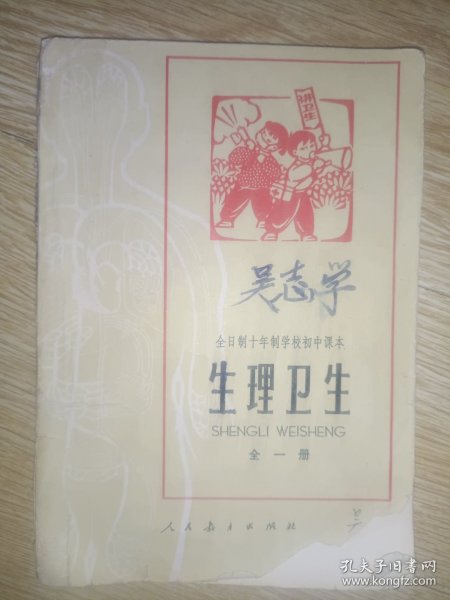 讲卫生
吴志学
全日制十年制学校初中课本
生理卫生
SHENGLI WEISHENG
全一册
人民教育出版社
孔夫子旧书网
www.kongfz.com